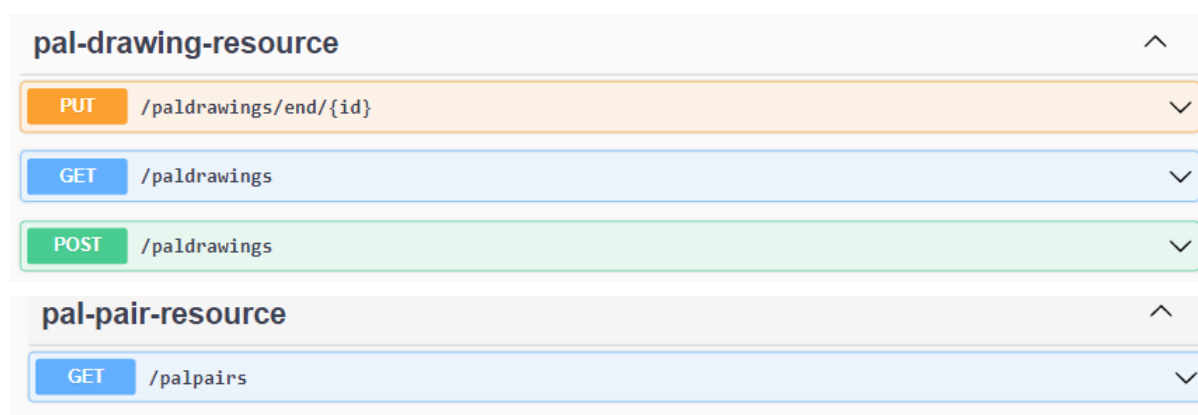 pal-drawing-resource
PUT /paldrawings/end/{id}
GET /paldrawings
POST /paldrawings
pal-pair-resource
GET /palpairs